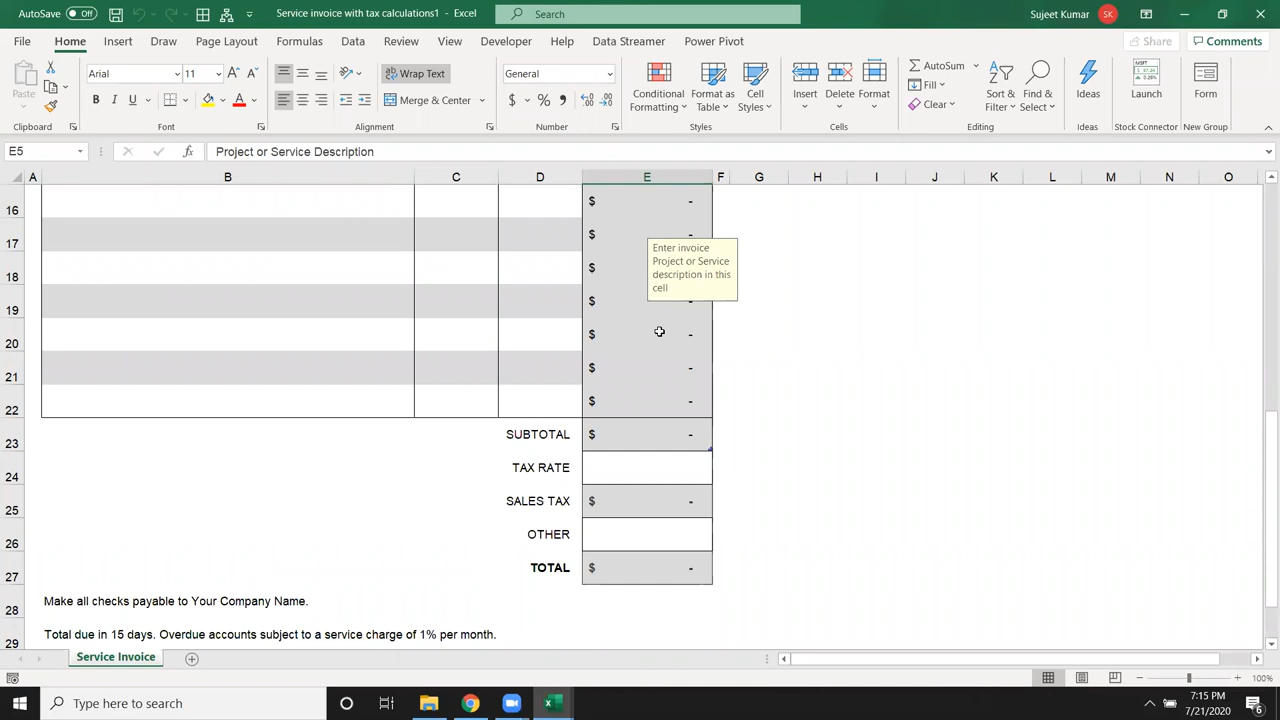 AutoSave Off
Service invoice with tax calculations1 - Excel
Search
Sujeet Kumar SK
File Home Insert Draw Page Layout Formulas Data Review View Developer Help Data Streamer Power Pivot
Share Comments
Paste
Arial 11 A A
B I U A
Wrap Text
Merge & Center
General
$ %
Conditional Formatting
Format as Table
Cell Styles
Insert Delete Format
AutoSum
Fill
Clear
Sort & Filter
Find & Select
Ideas
Launch
Form
Clipboard Font Alignment Number Styles Cells Editing Ideas Stock Connector New Group
E5 fx Project or Service Description
A B C D E F G H I J K L M N O
16 $ -
17 $ -
18 $
19 $ -
20 $ -
21 $ -
22 $ -
Enter invoice
Project or Service
description in this
cell
23 SUBTOTAL $ -
24 TAX RATE
25 SALES TAX $ -
26 OTHER
27 TOTAL $ -
28 Make all checks payable to Your Company Name.
29 Total due in 15 days. Overdue accounts subject to a service charge of 1% per month.
Service Invoice
100%
Type here to search
7:15 PM
7/21/2020
6